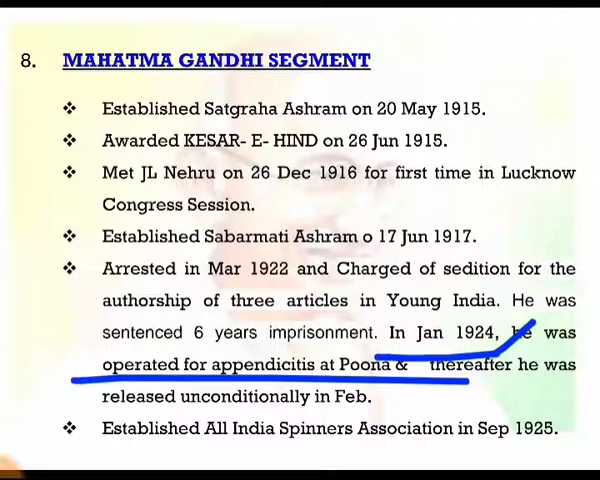 8. MAHATMA GANDHI SEGMENT
❖ Established Satgraha Ashram on 20 May 1915.
❖ Awarded KESAR- E- HIND on 26 Jun 1915.
❖ Met JL Nehru on 26 Dec 1916 for first time in Lucknow
Congress Session.
❖ Established Sabarmati Ashram o 17 Jun 1917.
❖ Arrested in Mar 1922 and Charged of sedition for the
authorship of three articles in Young India. He was
sentenced 6 years imprisonment. In Jan 1924, he was
operated for appendicitis at Poona & thereafter he was
released unconditionally in Feb.
❖ Established All India Spinners Association in Sep 1925.